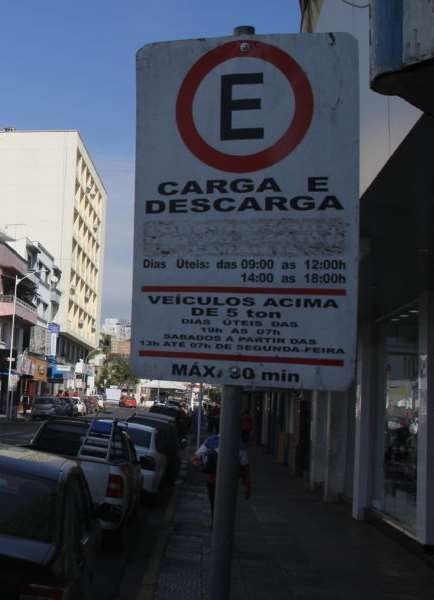 E
CARGA E
DESCARGA
Dias Úteis: das 09:00 as 12:00h
14:00 as 18:00h
VEÍCULOS ACIMA
DE 5 ton
DIAS ÚTEIS DAS
19h AS 07h
SABADOS A PARTIR DAS
13h ATÉ 07h DE SEGUNDA-FEIRA
MÁX. 30 min